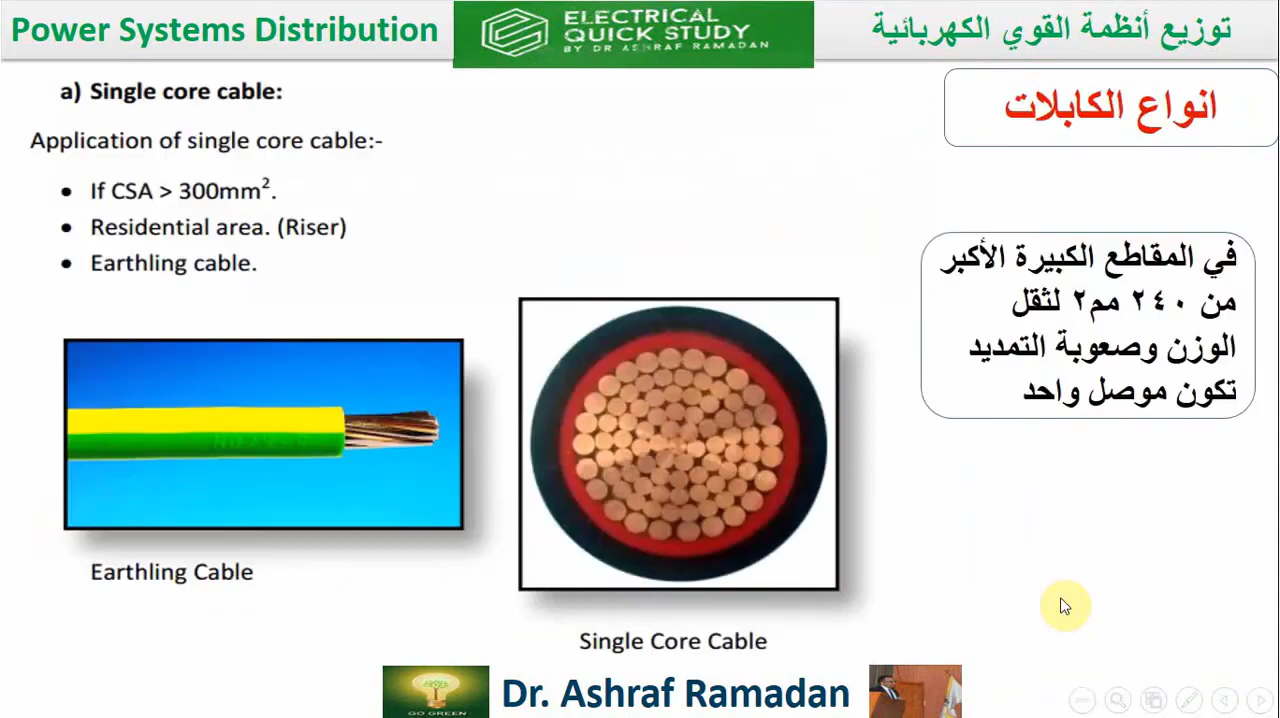 Power Systems Distribution
ELECTRICAL
QUICK STUDY
BY DR ASHRAF RAMADAN
توزيع أنظمة القوي الكهربائية
a) Single core cable:
انواع الكابلات
Application of single core cable:-
• If CSA > 300mm².
• Residential area. (Riser)
• Earthling cable.
في المقاطع الكبيرة الأكبر
من ٢٤٠ مم٢ لثقل
الوزن وصعوبة التمديد
تكون موصل واحد
Earthling Cable
Single Core Cable
GO GREEN
Dr. Ashraf Ramadan